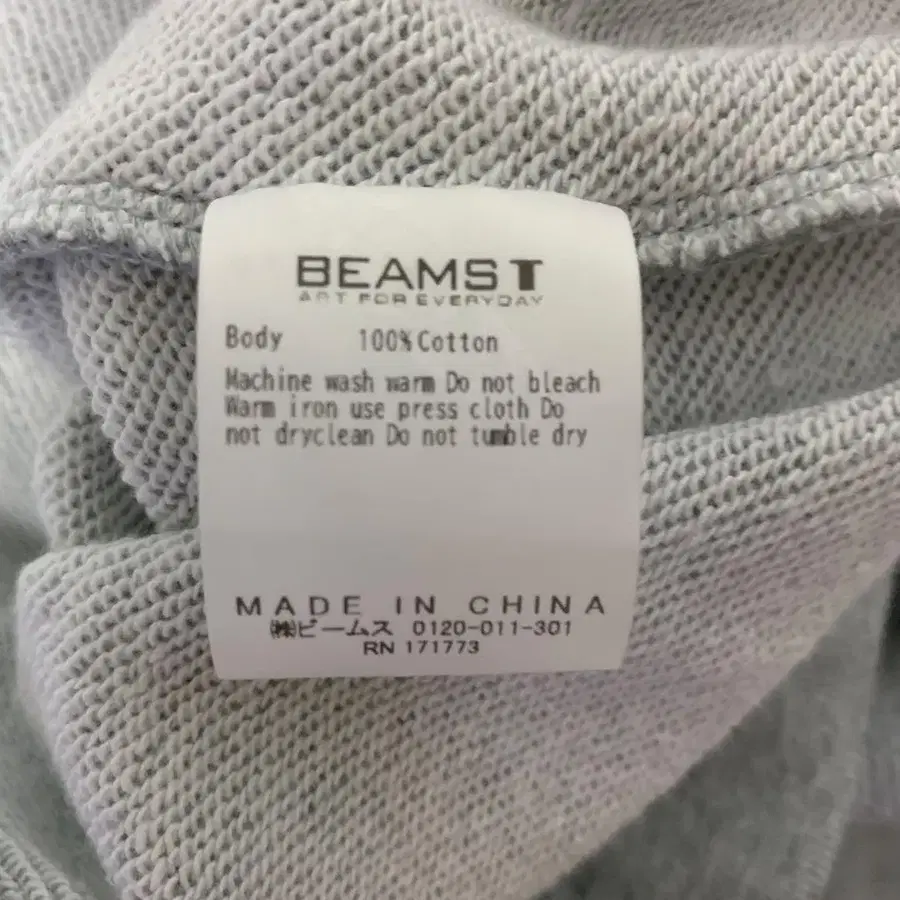 BEAMS T
ART FOR EVERYDAY
Body 100%Cotton
Machine wash warm Do not bleach
Warm iron use press cloth Do
not dryclean Do not tumble dry
MADE IN CHINA
㈱ビームス 0120-011-301
RN 171773